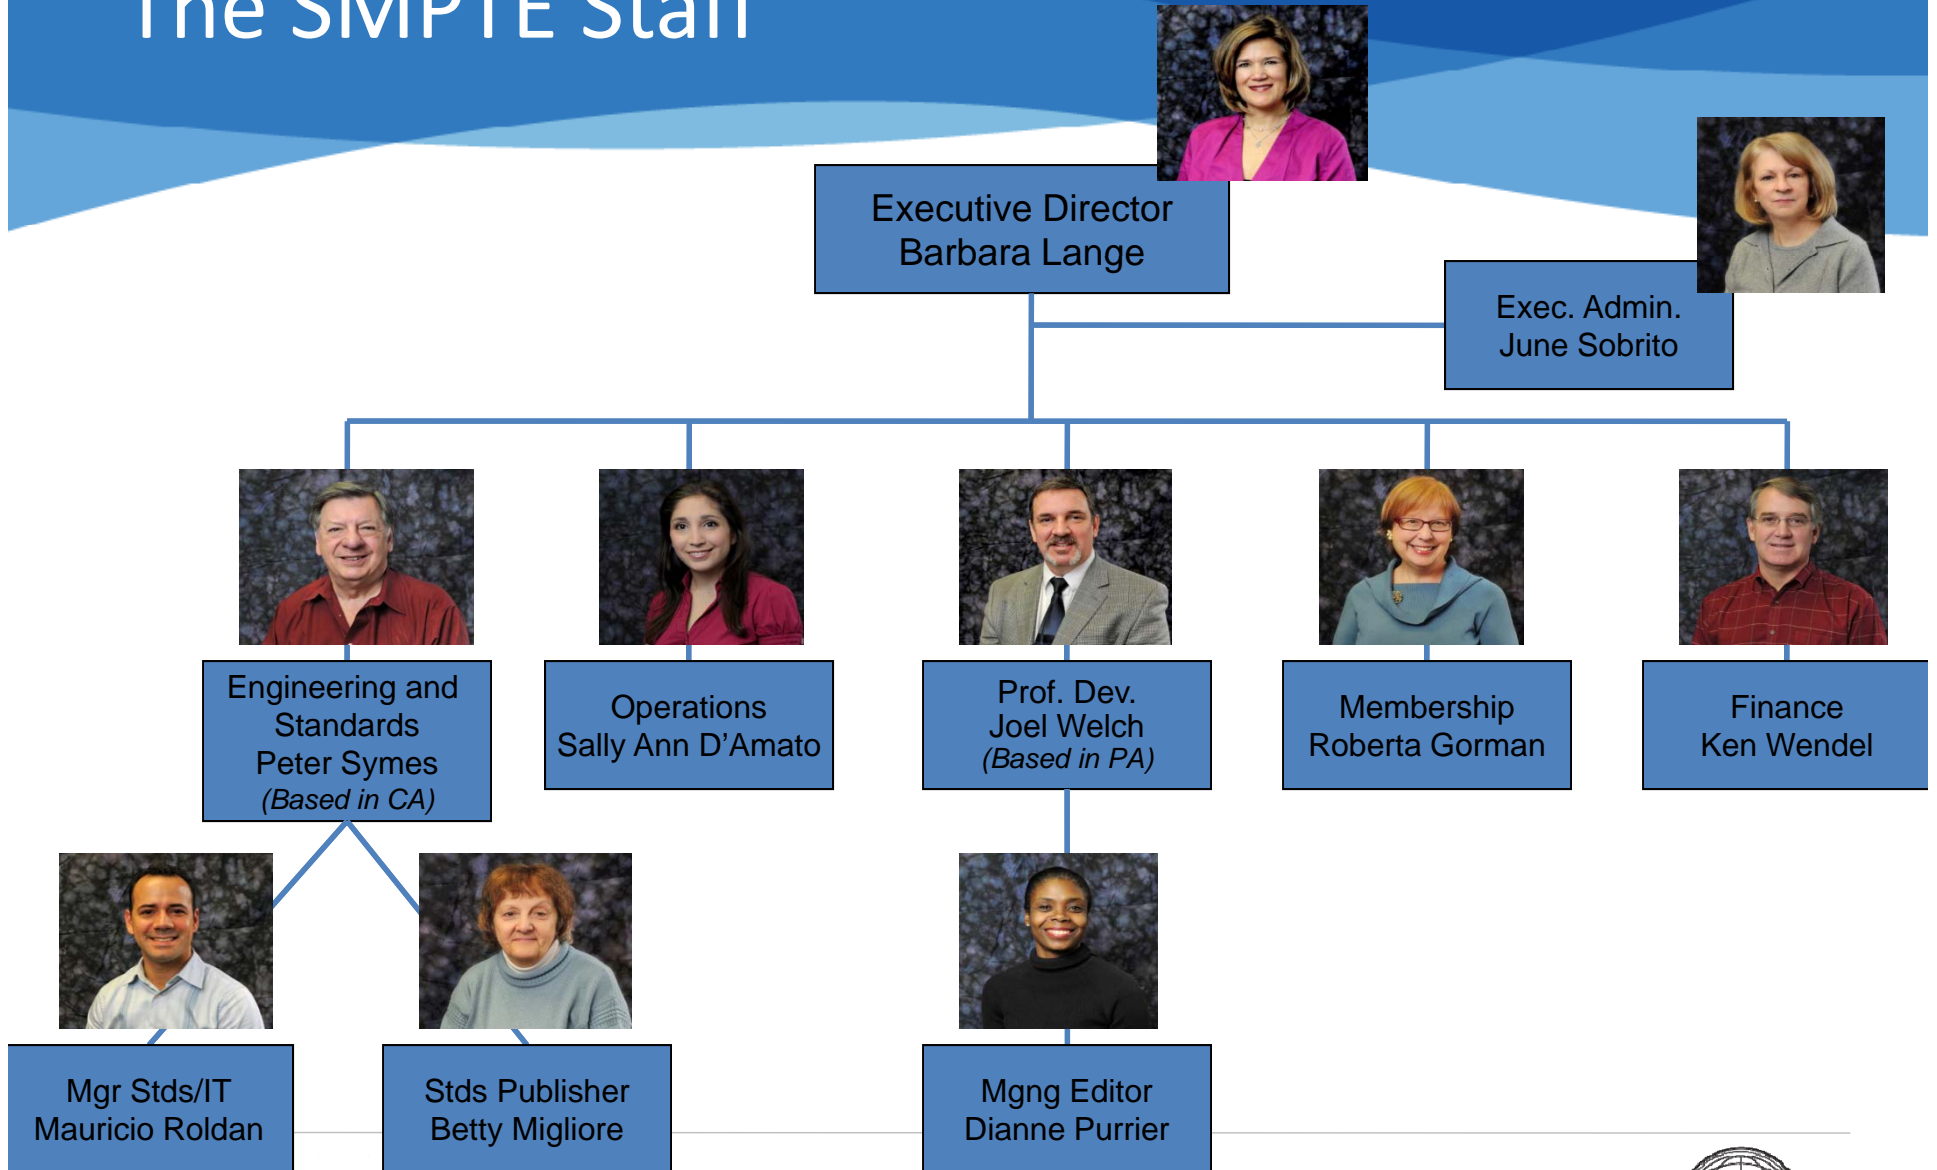 The SMPTE Staff
Executive Director
Barbara Lange
Exec. Admin.
June Sobrito
Engineering and
Standards
Peter Symes
(Based in CA)
Operations
Sally Ann D’Amato
Prof. Dev.
Joel Welch
(Based in PA)
Membership
Roberta Gorman
Finance
Ken Wendel
Mgr Stds/IT
Mauricio Roldan
Stds Publisher
Betty Migliore
Mgng Editor
Dianne Purrier